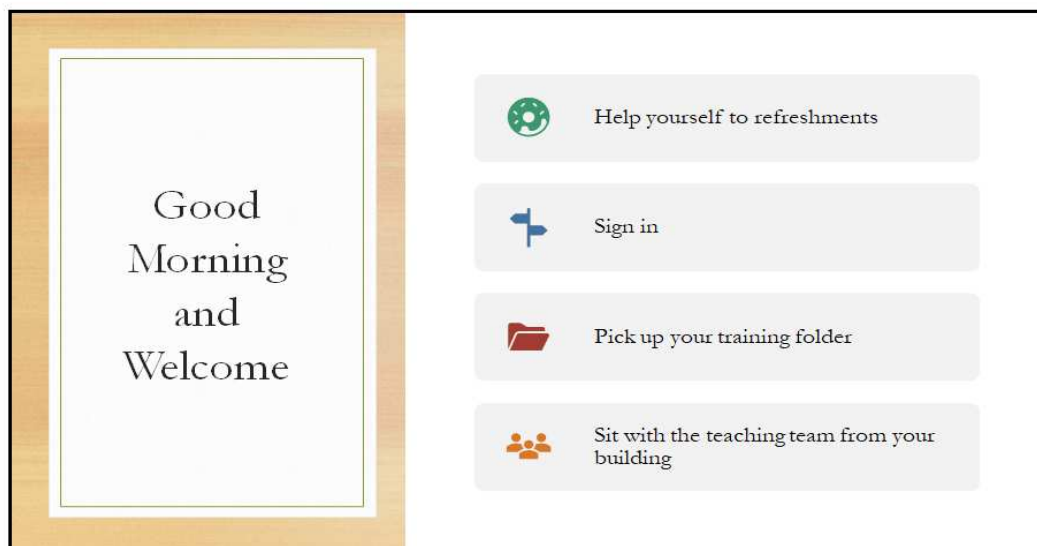 Good
Morning
and
Welcome
Help yourself to refreshments
Sign in
Pick up your training folder
Sit with the teaching team from your
building